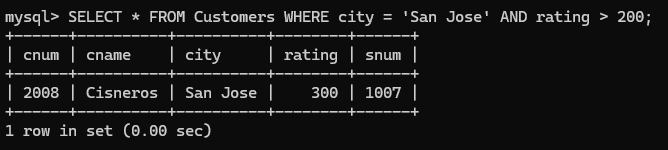 mysql> SELECT * FROM Customers WHERE city = 'San Jose' AND rating > 200;
+------+----------+----------+--------+------+
| cnum | cname    | city     | rating | snum |
+------+----------+----------+--------+------+
| 2008 | Cisneros | San Jose |    300 | 1007 |
+------+----------+----------+--------+------+
1 row in set (0.00 sec)